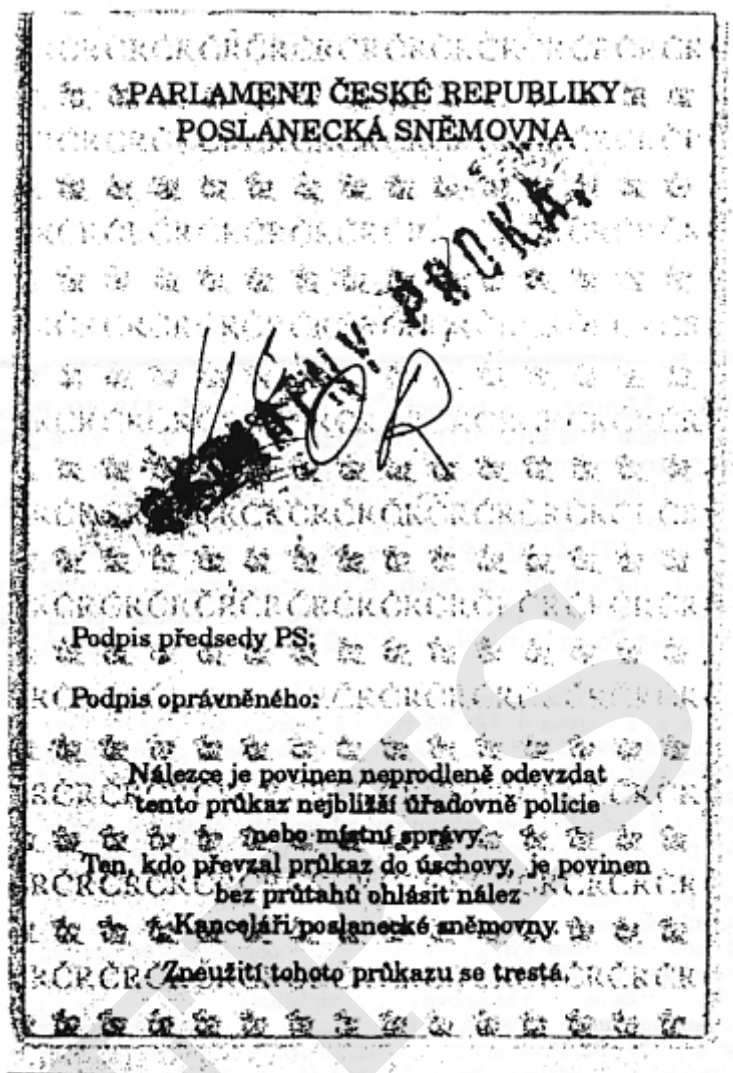 PARLAMENT ČESKÉ REPUBLIKY
POSLANECKÁ SNĚMOVNA
VZOR
Podpis předsedy PS:
Podpis oprávněného:
Nálezce je povinen neprodleně odevzdat
tento průkaz nejbližší úřadovně policie
nebo místní správy.
Ten, kdo převzal průkaz do úschovy, je povinen
bez průtahů ohlásit nález
Kanceláři poslanecké sněmovny.
Zneužití tohoto průkazu se trestá.